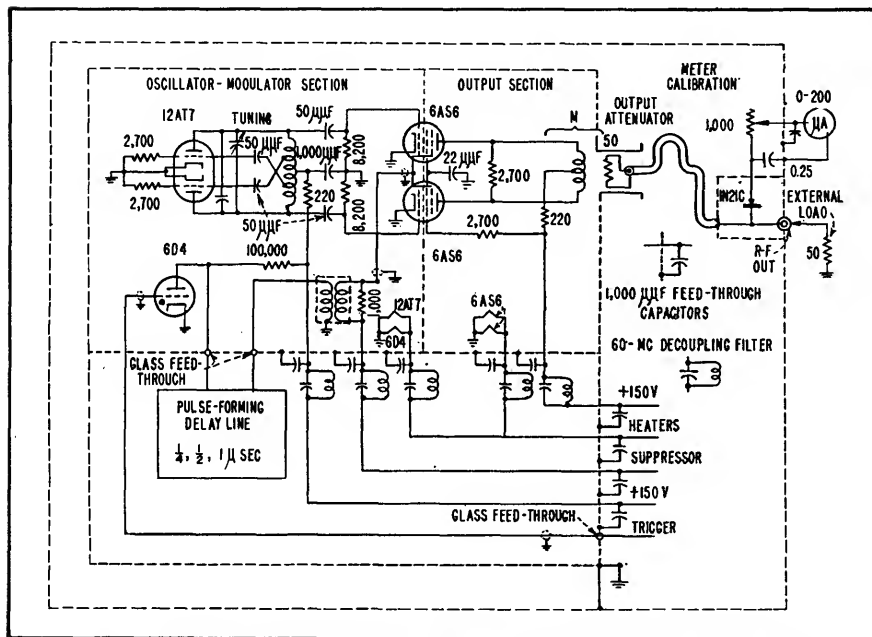 OSCILLATOR-MODULATOR SECTION
OUTPUT SECTION
METER
CALIBRATION
12AT7
TUNING
50 μμF
6AS6
M
OUTPUT
ATTENUATOR
0-200
μA
2,700
50
μμF
1,000 μμF
8,200
22 μμF
2,700
50
1,000
0.25
2,700
220
8,200
50 μμF
2,700
220
IN21C
EXTERNAL
LOAD
6D4
100,000
6AS6
R-F
OUT
50
1,000
12AT7
6D4
6AS6
1,000 μμF FEED-THROUGH
CAPACITORS
60-MC DECOUPLING FILTER
GLASS FEED-
THROUGH
PULSE-FORMING
DELAY LINE
1/4, 1/2, 1 μ SEC
+150V
HEATERS
SUPPRESSOR
+150V
GLASS FEED-THROUGH
TRIGGER